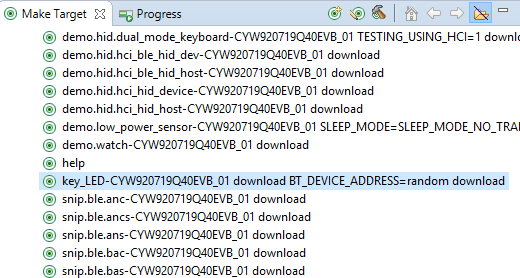 Make Target Progress
demo.hid.dual_mode_keyboard-CYW920719Q40EVB_01 TESTING_USING_HCI=1 downl
demo.hid.hci_ble_hid_dev-CYW920719Q40EVB_01 download
demo.hid.hci_ble_hid_host-CYW920719Q40EVB_01 download
demo.hid.hci_hid_device-CYW920719Q40EVB_01 download
demo.hid.hci_hid_host-CYW920719Q40EVB_01 download
demo.low_power_sensor-CYW920719Q40EVB_01 SLEEP_MODE=SLEEP_MODE_NO_TRA
demo.watch-CYW920719Q40EVB_01 download
help
key_LED-CYW920719Q40EVB_01 download BT_DEVICE_ADDRESS=random download
snip.ble.anc-CYW920719Q40EVB_01 download
snip.ble.ancs-CYW920719Q40EVB_01 download
snip.ble.ans-CYW920719Q40EVB_01 download
snip.ble.bac-CYW920719Q40EVB_01 download
snip.ble.bas-CYW920719Q40EVB_01 download